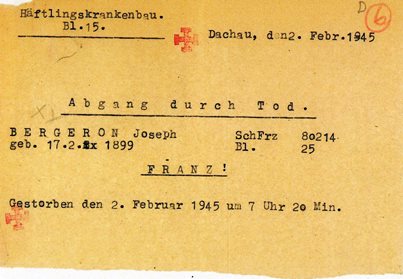 Häftlingskrankenbau.
Bl.15.
Dachau, den2. Febr.1945
D 6
Abgang durch Tod.
BERGERON Joseph SchFrz 80214
geb. 17.2. 1899 Bl. 25
FRANZ!
Gestorben den 2. Februar 1945 um 7 Uhr 20 Min.